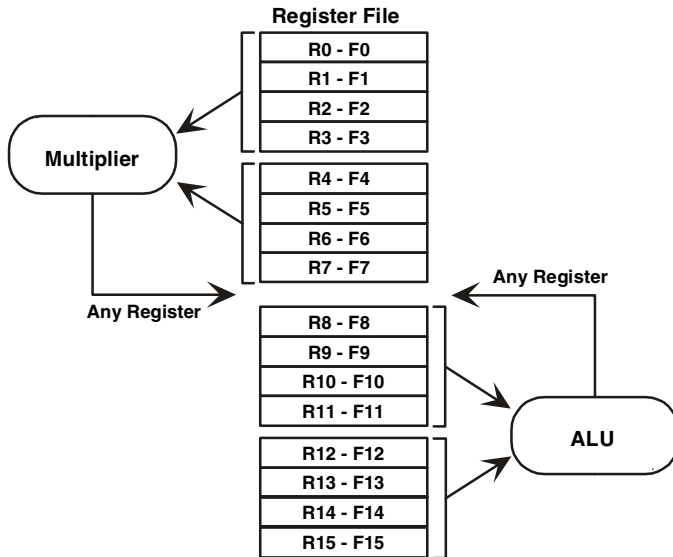 Register File
R0 - F0
R1 - F1
R2 - F2
R3 - F3
Multiplier
R4 - F4
R5 - F5
R6 - F6
R7 - F7
Any Register
Any Register
R8 - F8
R9 - F9
R10 - F10
R11 - F11
ALU
R12 - F12
R13 - F13
R14 - F14
R15 - F15